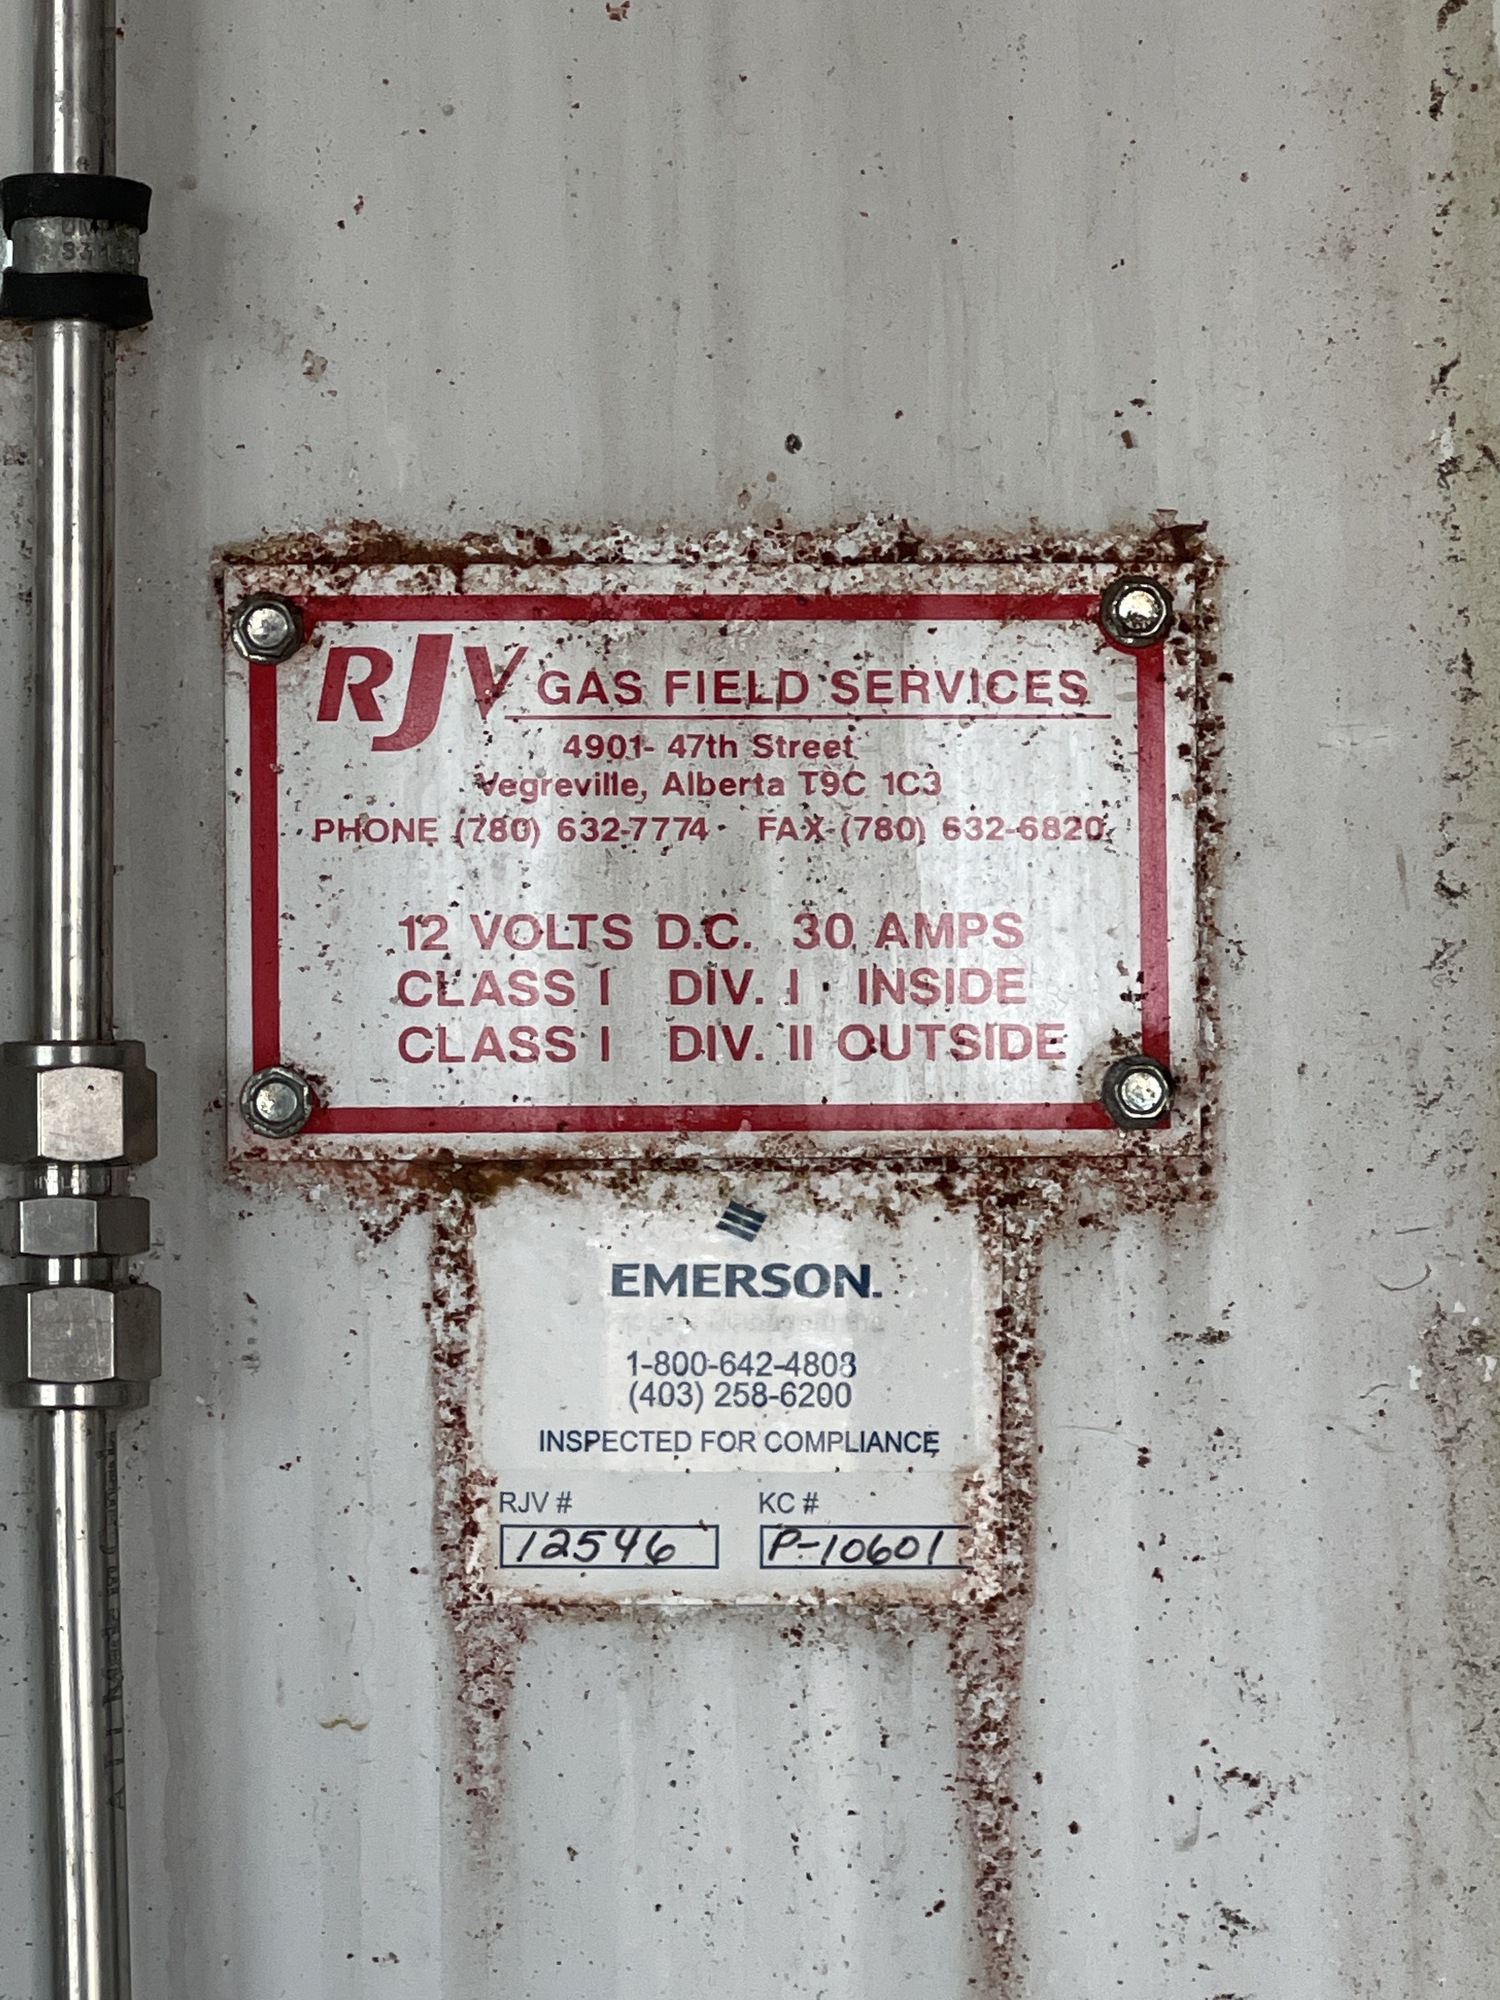 RJV GAS FIELD SERVICES
4901- 47th Street
Vegreville, Alberta T9C 1C3
PHONE (780) 632-7774 FAX (780) 632-6820
12 VOLTS D.C. 30 AMPS
CLASS I DIV. I INSIDE
CLASS I DIV. II OUTSIDE
EMERSON.
1-800-642-4808
(403) 258-6200
INSPECTED FOR COMPLIANCE
RJV # KC #
12546 P-10601